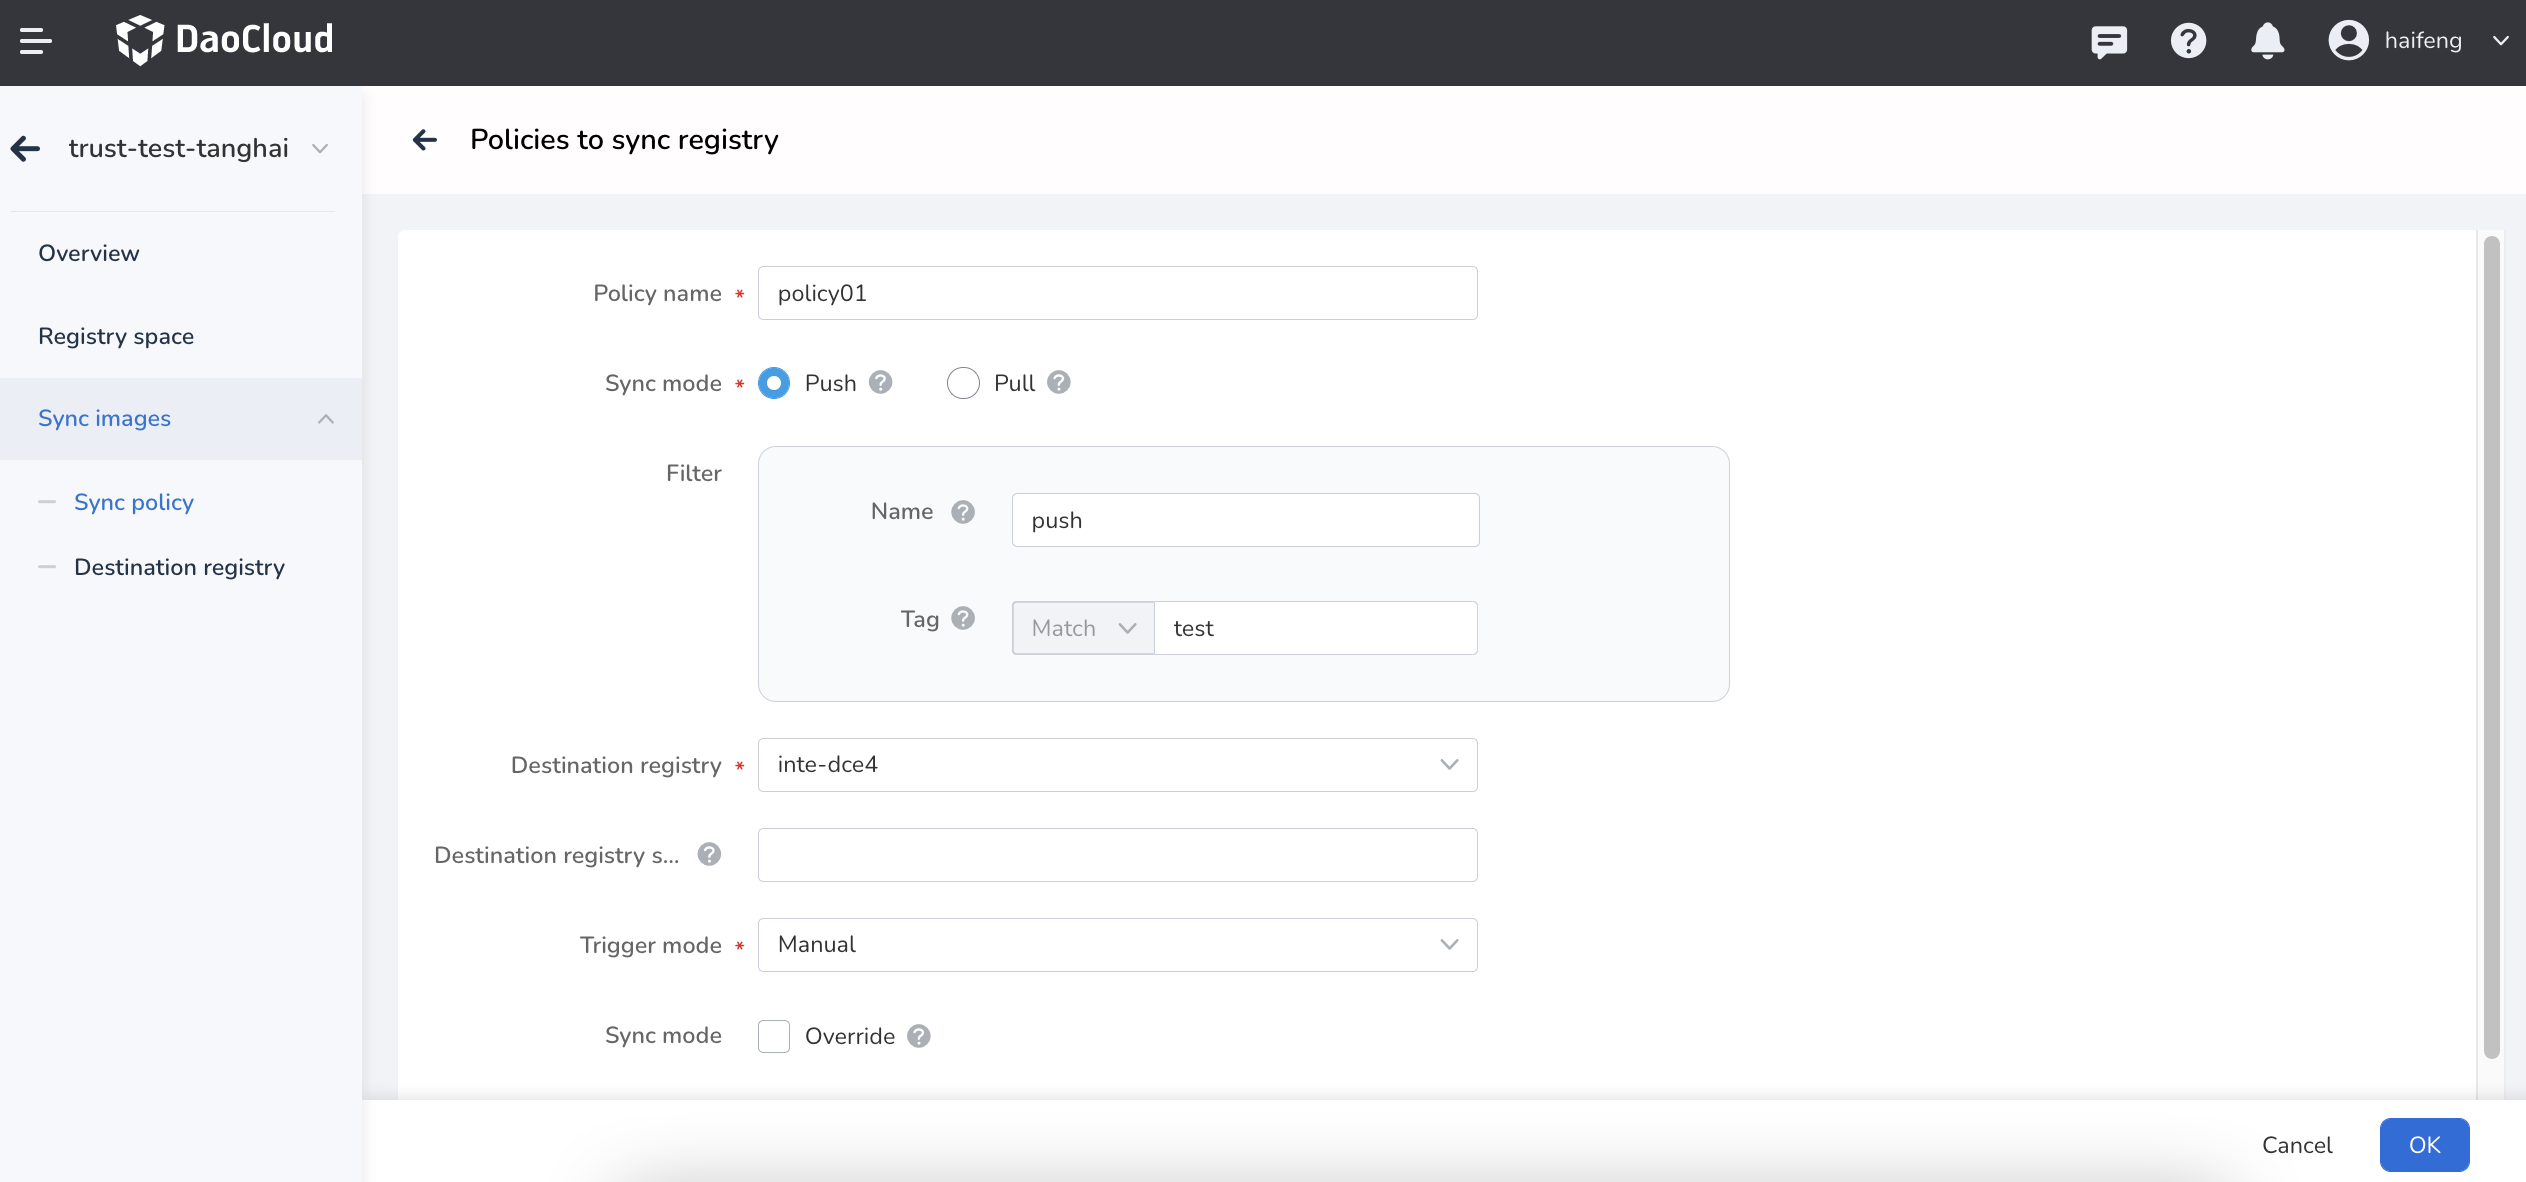 DaoCloud
haifeng
trust-test-tanghai
Policies to sync registry
Overview
Registry space
Sync images
Sync policy
Destination registry
Policy name * policy01
Sync mode * Push Pull
Filter
Name push
Tag Match test
Destination registry * inte-dce4
Destination registry s...
Trigger mode * Manual
Sync mode Override
Cancel OK